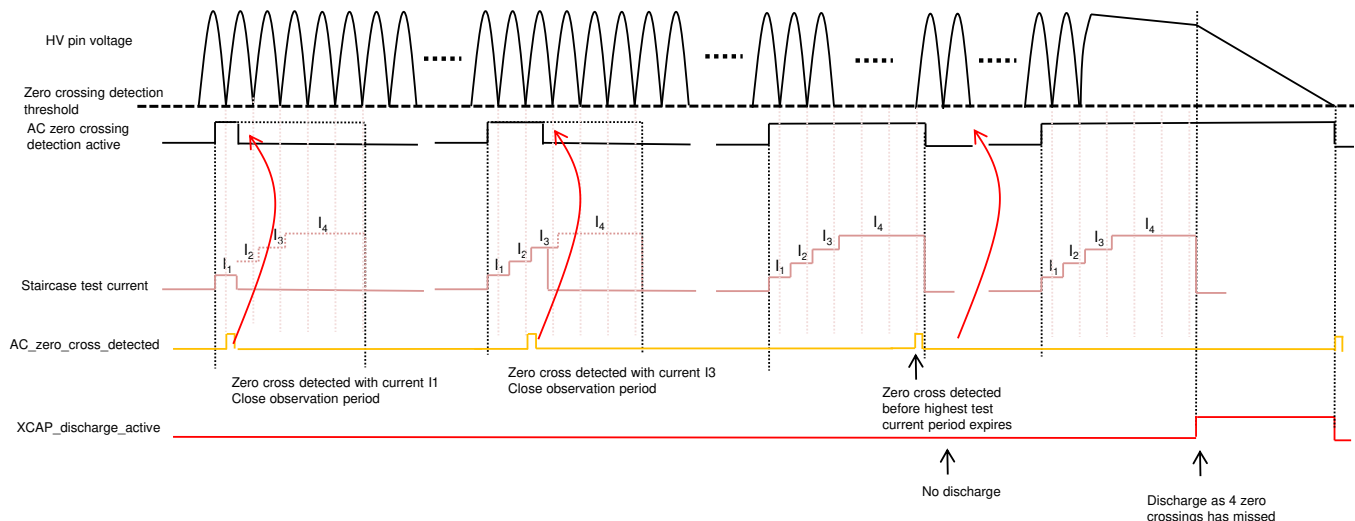 HV pin voltage
Zero crossing detection
threshold
AC zero crossing
detection active
I1
I2
I3
I4
I1
I2
I3
I4
I1
I2
I3
I4
I1
I2
I3
I4
Staircase test current
AC_zero_cross_detected
Zero cross detected with current I1
Close observation period
Zero cross detected with current I3
Close observation period
Zero cross detected
before highest test
current period expires
XCAP_discharge_active
No discharge
Discharge as 4 zero
crossings has missed